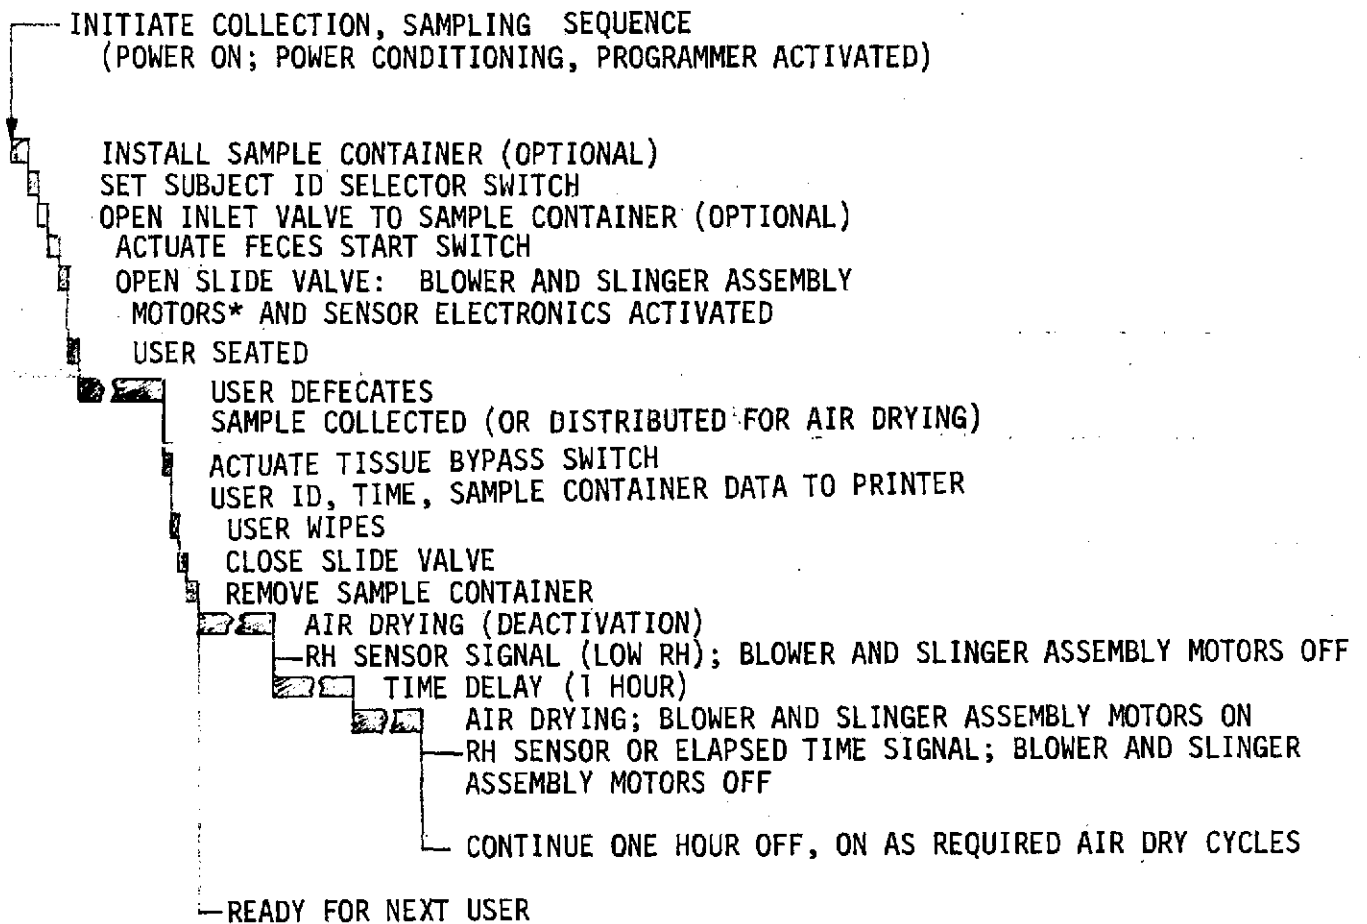 INITIATE COLLECTION, SAMPLING SEQUENCE
(POWER ON; POWER CONDITIONING, PROGRAMMER ACTIVATED)
INSTALL SAMPLE CONTAINER (OPTIONAL)
SET SUBJECT ID SELECTOR SWITCH
OPEN INLET VALVE TO SAMPLE CONTAINER (OPTIONAL)
ACTUATE FECES START SWITCH
OPEN SLIDE VALVE: BLOWER AND SLINGER ASSEMBLY
MOTORS* AND SENSOR ELECTRONICS ACTIVATED
USER SEATED
USER DEFECATES
SAMPLE COLLECTED (OR DISTRIBUTED FOR AIR DRYING)
ACTUATE TISSUE BYPASS SWITCH
USER ID, TIME, SAMPLE CONTAINER DATA TO PRINTER
USER WIPES
CLOSE SLIDE VALVE
REMOVE SAMPLE CONTAINER
AIR DRYING (DEACTIVATION)
RH SENSOR SIGNAL (LOW RH); BLOWER AND SLINGER ASSEMBLY MOTORS OFF
TIME DELAY (1 HOUR)
AIR DRYING; BLOWER AND SLINGER ASSEMBLY MOTORS ON
RH SENSOR OR ELAPSED TIME SIGNAL; BLOWER AND SLINGER
ASSEMBLY MOTORS OFF
CONTINUE ONE HOUR OFF, ON AS REQUIRED AIR DRY CYCLES
READY FOR NEXT USER